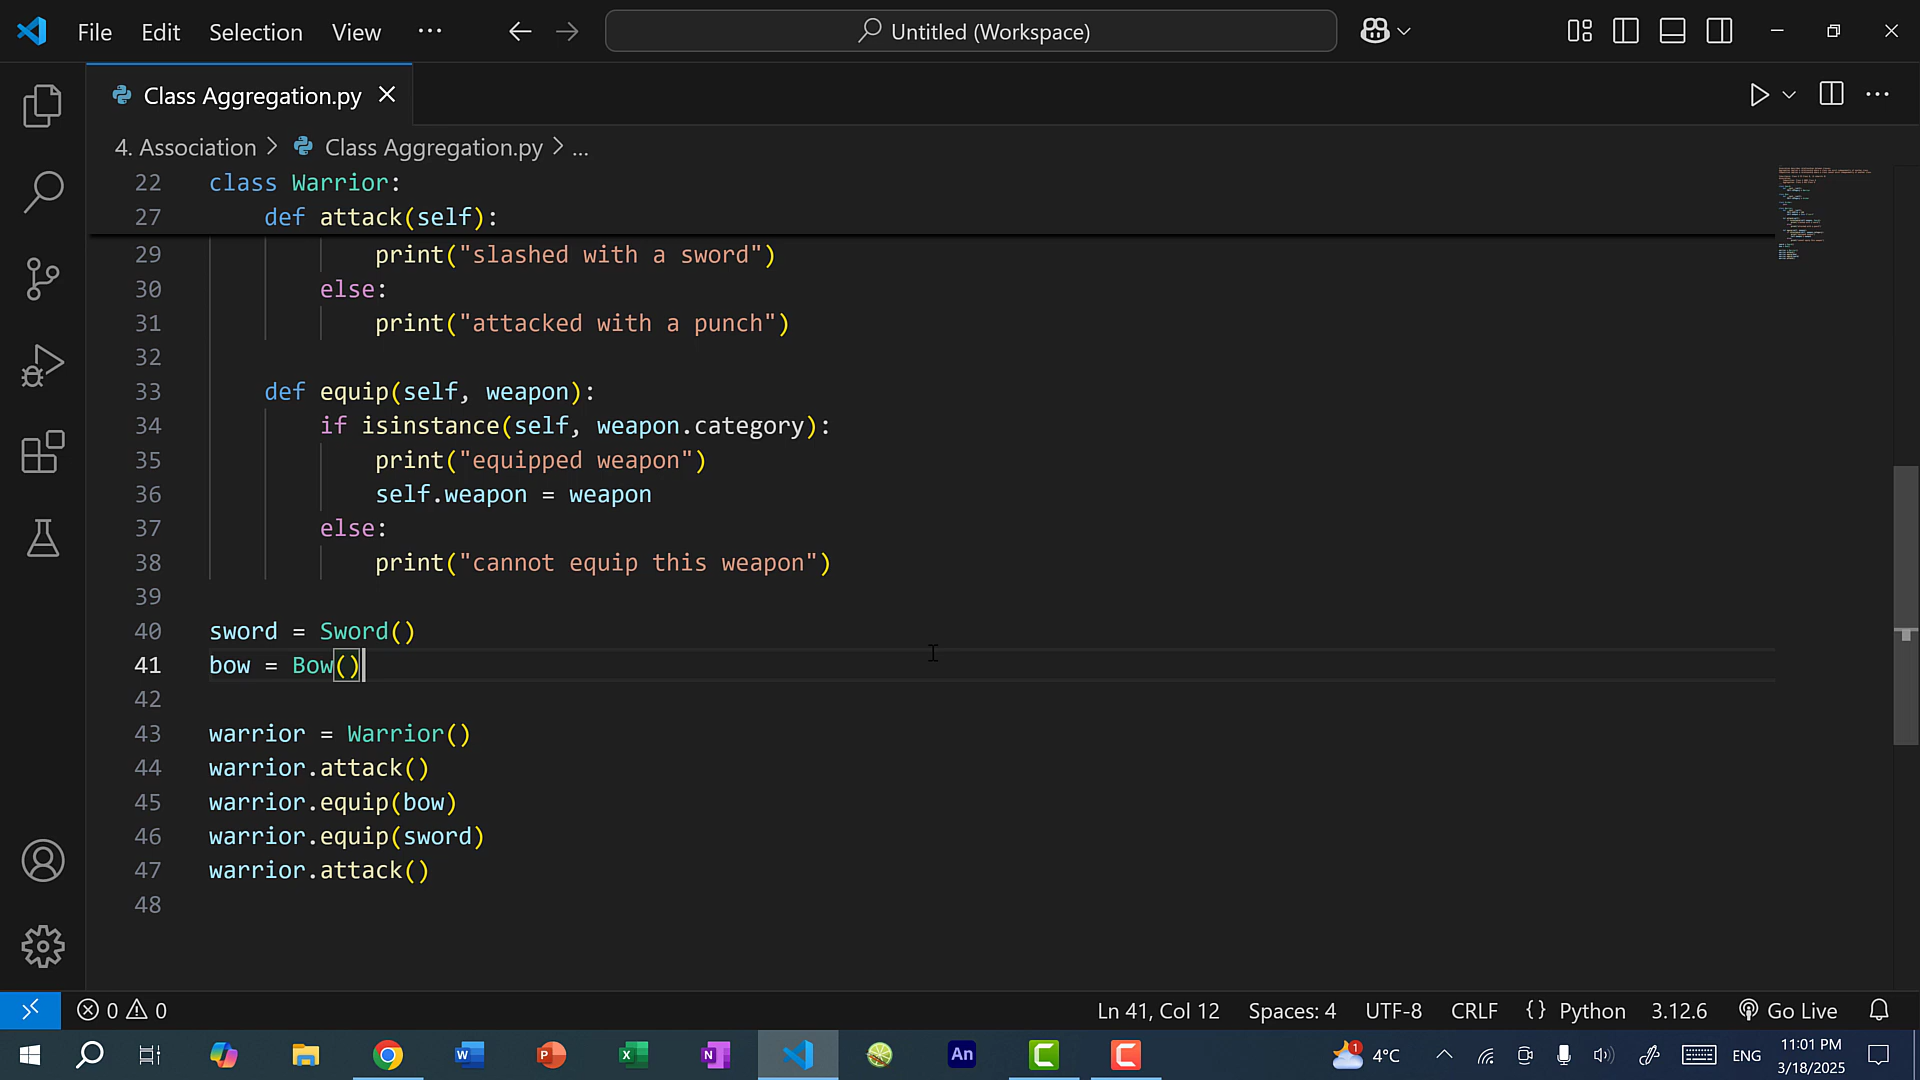 File Edit Selection View ··· Untitled (Workspace)
Class Aggregation.py
4. Association > Class Aggregation.py > ...
22 class Warrior:
27 def attack(self):
29 print("slashed with a sword")
30 else:
31 print("attacked with a punch")
32
33 def equip(self, weapon):
34 if isinstance(self, weapon.category):
35 print("equipped weapon")
36 self.weapon = weapon
37 else:
38 print("cannot equip this weapon")
39
40 sword = Sword()
41 bow = Bow()
42
43 warrior = Warrior()
44 warrior.attack()
45 warrior.equip(bow)
46 warrior.equip(sword)
47 warrior.attack()
48
0 0 Ln 41, Col 12 Spaces: 4 UTF-8 CRLF {} Python 3.12.6 Go Live
W P X N An 1 4°C ENG 11:01 PM
3/18/2025